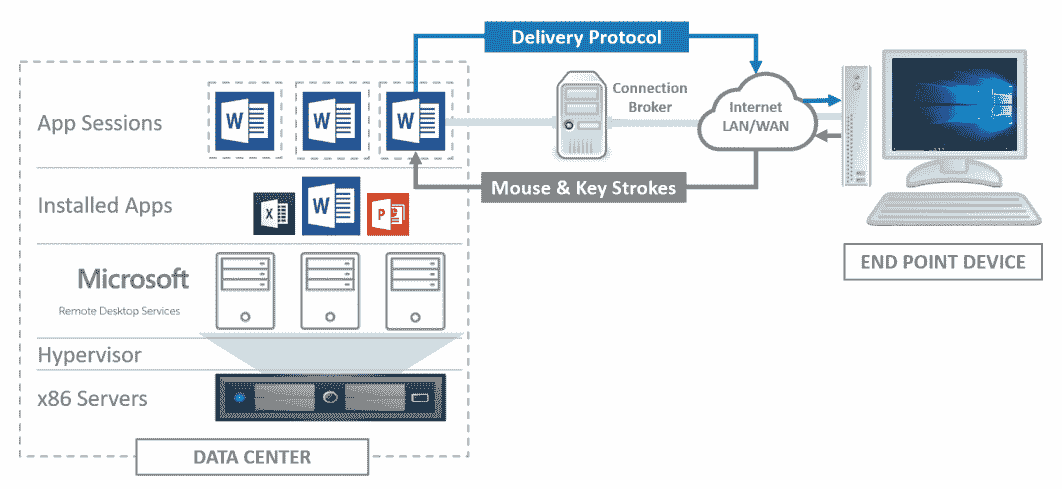 Delivery Protocol
App Sessions
W
W
W
Connection
Broker
Internet
LAN/WAN
Mouse & Key Strokes
Installed Apps
X
W
P
END POINT DEVICE
Microsoft
Remote Desktop Services
Hypervisor
x86 Servers
DATA CENTER